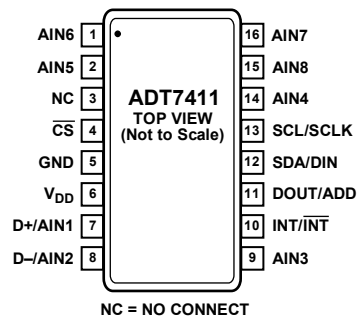 AIN6 1 16 AIN7
AIN5 2 15 AIN8
NC 3 ADT7411 14 AIN4
TOP VIEW
(Not to Scale)
C̅S̅ 4 13 SCL/SCLK
GND 5 12 SDA/DIN
VDD 6 11 DOUT/ADD
D+/AIN1 7 10 INT/I̅N̅T̅
D–/AIN2 8 9 AIN3
NC = NO CONNECT